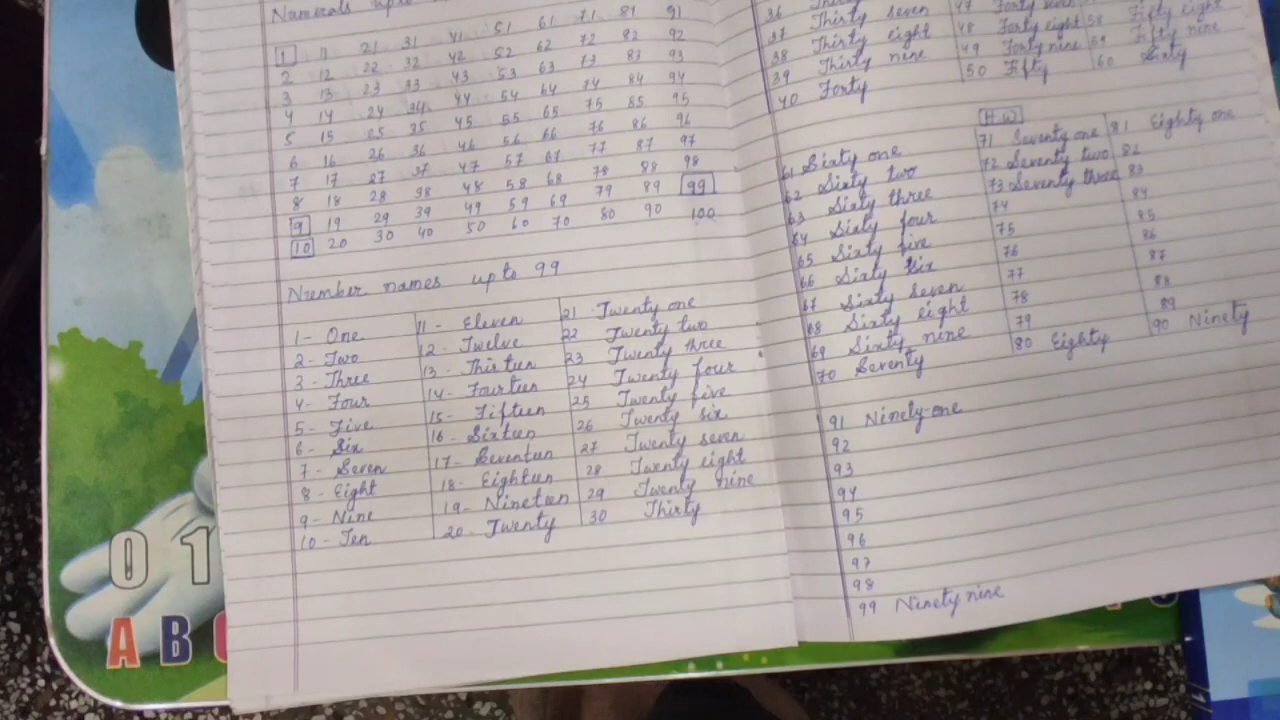 Numerals upto
1 11 21 31 41 51 61 71 81 91
2 12 22 32 42 52 62 72 82 92
3 13 23 33 43 53 63 73 83 93
4 14 24 34 44 54 64 74 84 94
5 15 25 35 45 55 65 75 85 95
6 16 26 36 46 56 66 76 86 96
7 17 27 37 47 57 67 77 87 97
8 18 28 38 48 58 68 78 88 98
9 19 29 39 49 59 69 79 89 99
10 20 30 40 50 60 70 80 90 100
Number names upto 99
1- One 11- Eleven 21 Twenty one
2- Two 12- Twelve 22 Twenty two
3- Three 13- Thirteen 23 Twenty three
4- Four 14- Fourteen 24 Twenty four
5- Five 15- Fifteen 25 Twenty five
6- Six 16- Sixteen 26 Twenty six
7- Seven 17- Seventeen 27 Twenty seven
8- Eight 18- Eighteen 28 Twenty eight
9- Nine 19- Nineteen 29 Twenty nine
10- Ten 20- Twenty 30 Thirty
36
37 Thirty seven 47 Forty seven
38 Thirty eight 48 Forty eight 58 Fifty eight
39 Thirty nine 49 Forty nine 59 Fifty nine
40 Forty 50 Fifty 60 Sixty
H.W
61 Sixty one 71 Seventy one 81 Eighty one
62 Sixty two 72 Seventy two 82
63 Sixty three 73 Seventy three 83
64 Sixty four 74 84
65 Sixty five 75 85
66 Sixty six 76 86
67 Sixty seven 77 87
68 Sixty eight 78 88
69 Sixty nine 79 89
70 Seventy 80 Eighty 90 Ninety
91 Ninety-one
92
93
94
95
96
97
98
99 Ninety nine
0 1
A B C